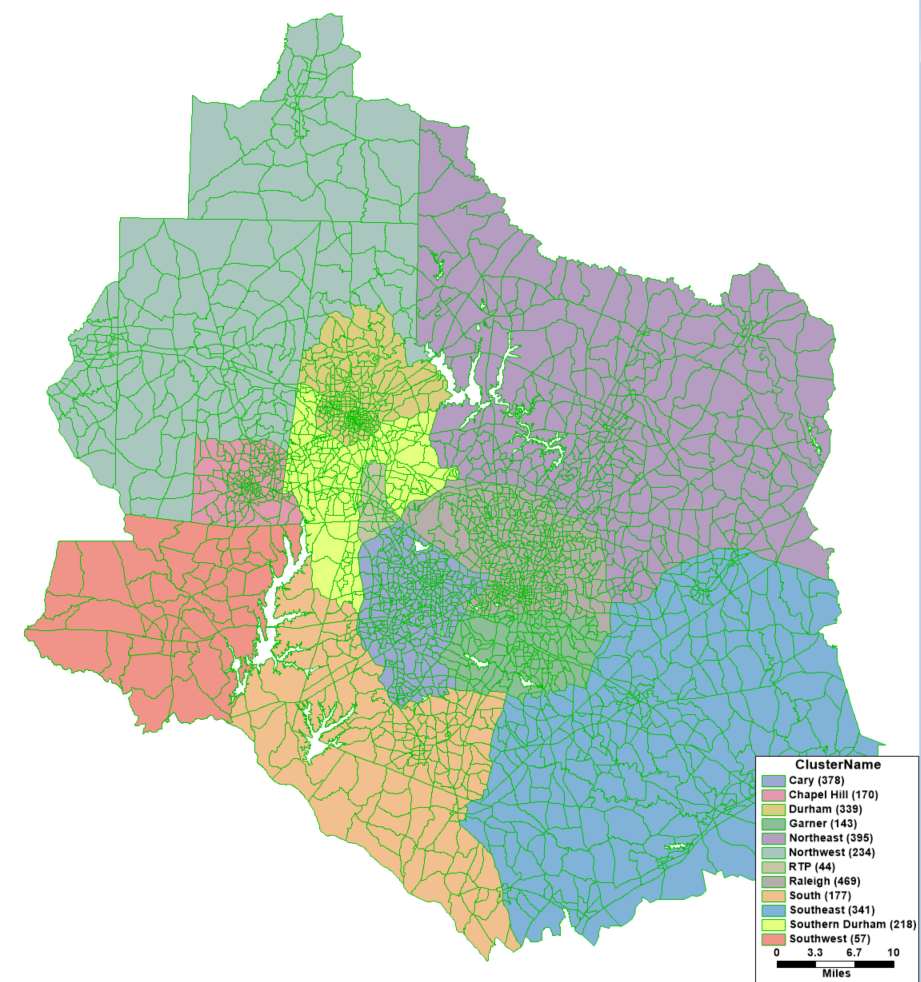 ClusterName
Cary (378)
Chapel Hill (170)
Durham (339)
Garner (143)
Northeast (395)
Northwest (234)
RTP (44)
Raleigh (469)
South (177)
Southeast (341)
Southern Durham (218)
Southwest (57)
0 3.3 6.7 10
Miles